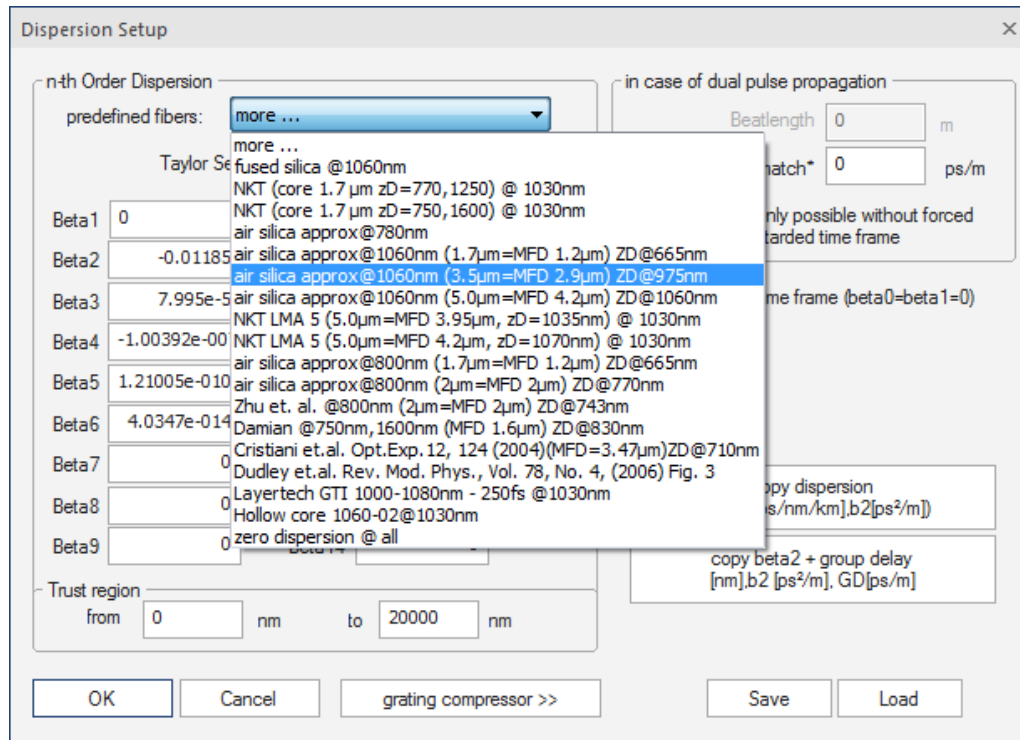 Dispersion Setup
n-th Order Dispersion
predefined fibers: more ...
more ...
fused silica @1060nm
NKT (core 1.7 µm zD=770,1250) @ 1030nm
NKT (core 1.7 µm zD=750,1600) @ 1030nm
air silica approx@780nm
air silica approx@1060nm (1.7µm=MFD 1.2µm) ZD@665nm
air silica approx@1060nm (3.5µm=MFD 2.9µm) ZD@975nm
air silica approx@1060nm (5.0µm=MFD 4.2µm) ZD@1060nm
NKT LMA 5 (5.0µm=MFD 3.95µm, zD=1035nm) @ 1030nm
NKT LMA 5 (5.0µm=MFD 4.2µm, zD=1070nm) @ 1030nm
air silica approx@800nm (1.7µm=MFD 1.2µm) ZD@665nm
air silica approx@800nm (2µm=MFD 2µm) ZD@770nm
Zhu et. al. @800nm (2µm=MFD 2µm) ZD@743nm
Damian @750nm,1600nm (MFD 1.6µm) ZD@830nm
Cristiani et.al. Opt.Exp.12, 124 (2004)(MFD=3.47µm)ZD@710nm
Dudley et.al. Rev. Mod. Phys., Vol. 78, No. 4, (2006) Fig. 3
Layertech GTI 1000-1080nm - 250fs @1030nm
Hollow core 1060-02@1030nm
zero dispersion @ all
Taylor Se
Beta1 0
Beta2 -0.01185
Beta3 7.995e-5
Beta4 -1.00392e-00
Beta5 1.21005e-010
Beta6 4.0347e-014
Beta7 0
Beta8 0
Beta9 0
Trust region
from 0 nm to 20000 nm
in case of dual pulse propagation
Beatlength 0 m
match* 0 ps/m
nly possible without forced
tarded time frame
me frame (beta0=beta1=0)
opy dispersion
s/nm/km],b2[ps²/m])
copy beta2 + group delay
[nm],b2 [ps²/m], GD[ps/m]
OK Cancel grating compressor >> Save Load